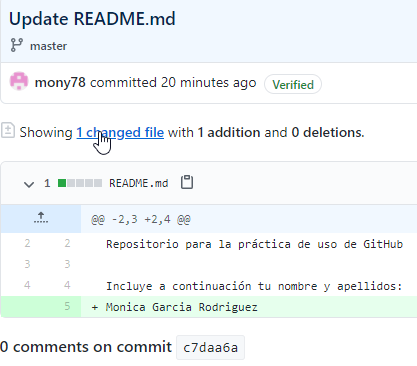 Update README.md
master
mony78 committed 20 minutes ago Verified
Showing 1 changed file with 1 addition and 0 deletions.
1 README.md
@@ -2,3 +2,4 @@
2 2 Repositorio para la práctica de uso de GitHub
3 3
4 4 Incluye a continuación tu nombre y apellidos:
5 + Monica Garcia Rodriguez
0 comments on commit c7daa6a